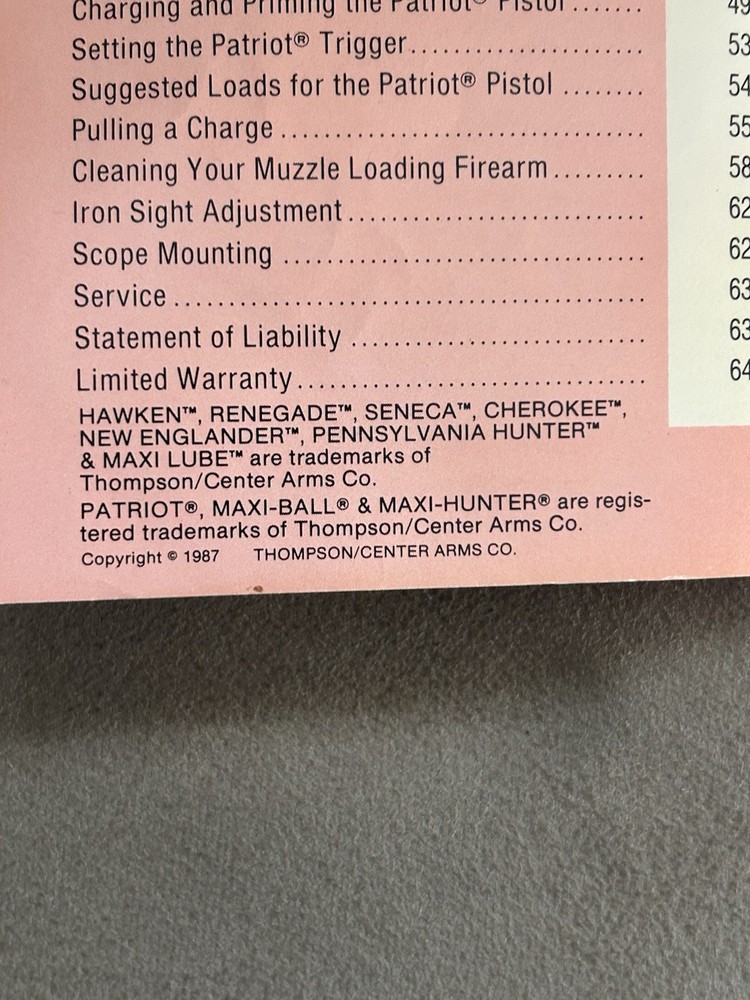 Charging and Priming the Patriot® Pistol....... 49
Setting the Patriot® Trigger...................... 53
Suggested Loads for the Patriot® Pistol ........ 54
Pulling a Charge ................................. 55
Cleaning Your Muzzle Loading Firearm......... 58
Iron Sight Adjustment............................ 62
Scope Mounting ................................. 62
Service ........................................... 63
Statement of Liability ........................... 63
Limited Warranty................................ 64
HAWKEN™, RENEGADE™, SENECA™, CHEROKEE™,
NEW ENGLANDER™, PENNSYLVANIA HUNTER™
& MAXI LUBE™ are trademarks of
Thompson/Center Arms Co.
PATRIOT®, MAXI-BALL® & MAXI-HUNTER® are regis-
tered trademarks of Thompson/Center Arms Co.
Copyright © 1987 THOMPSON/CENTER ARMS CO.